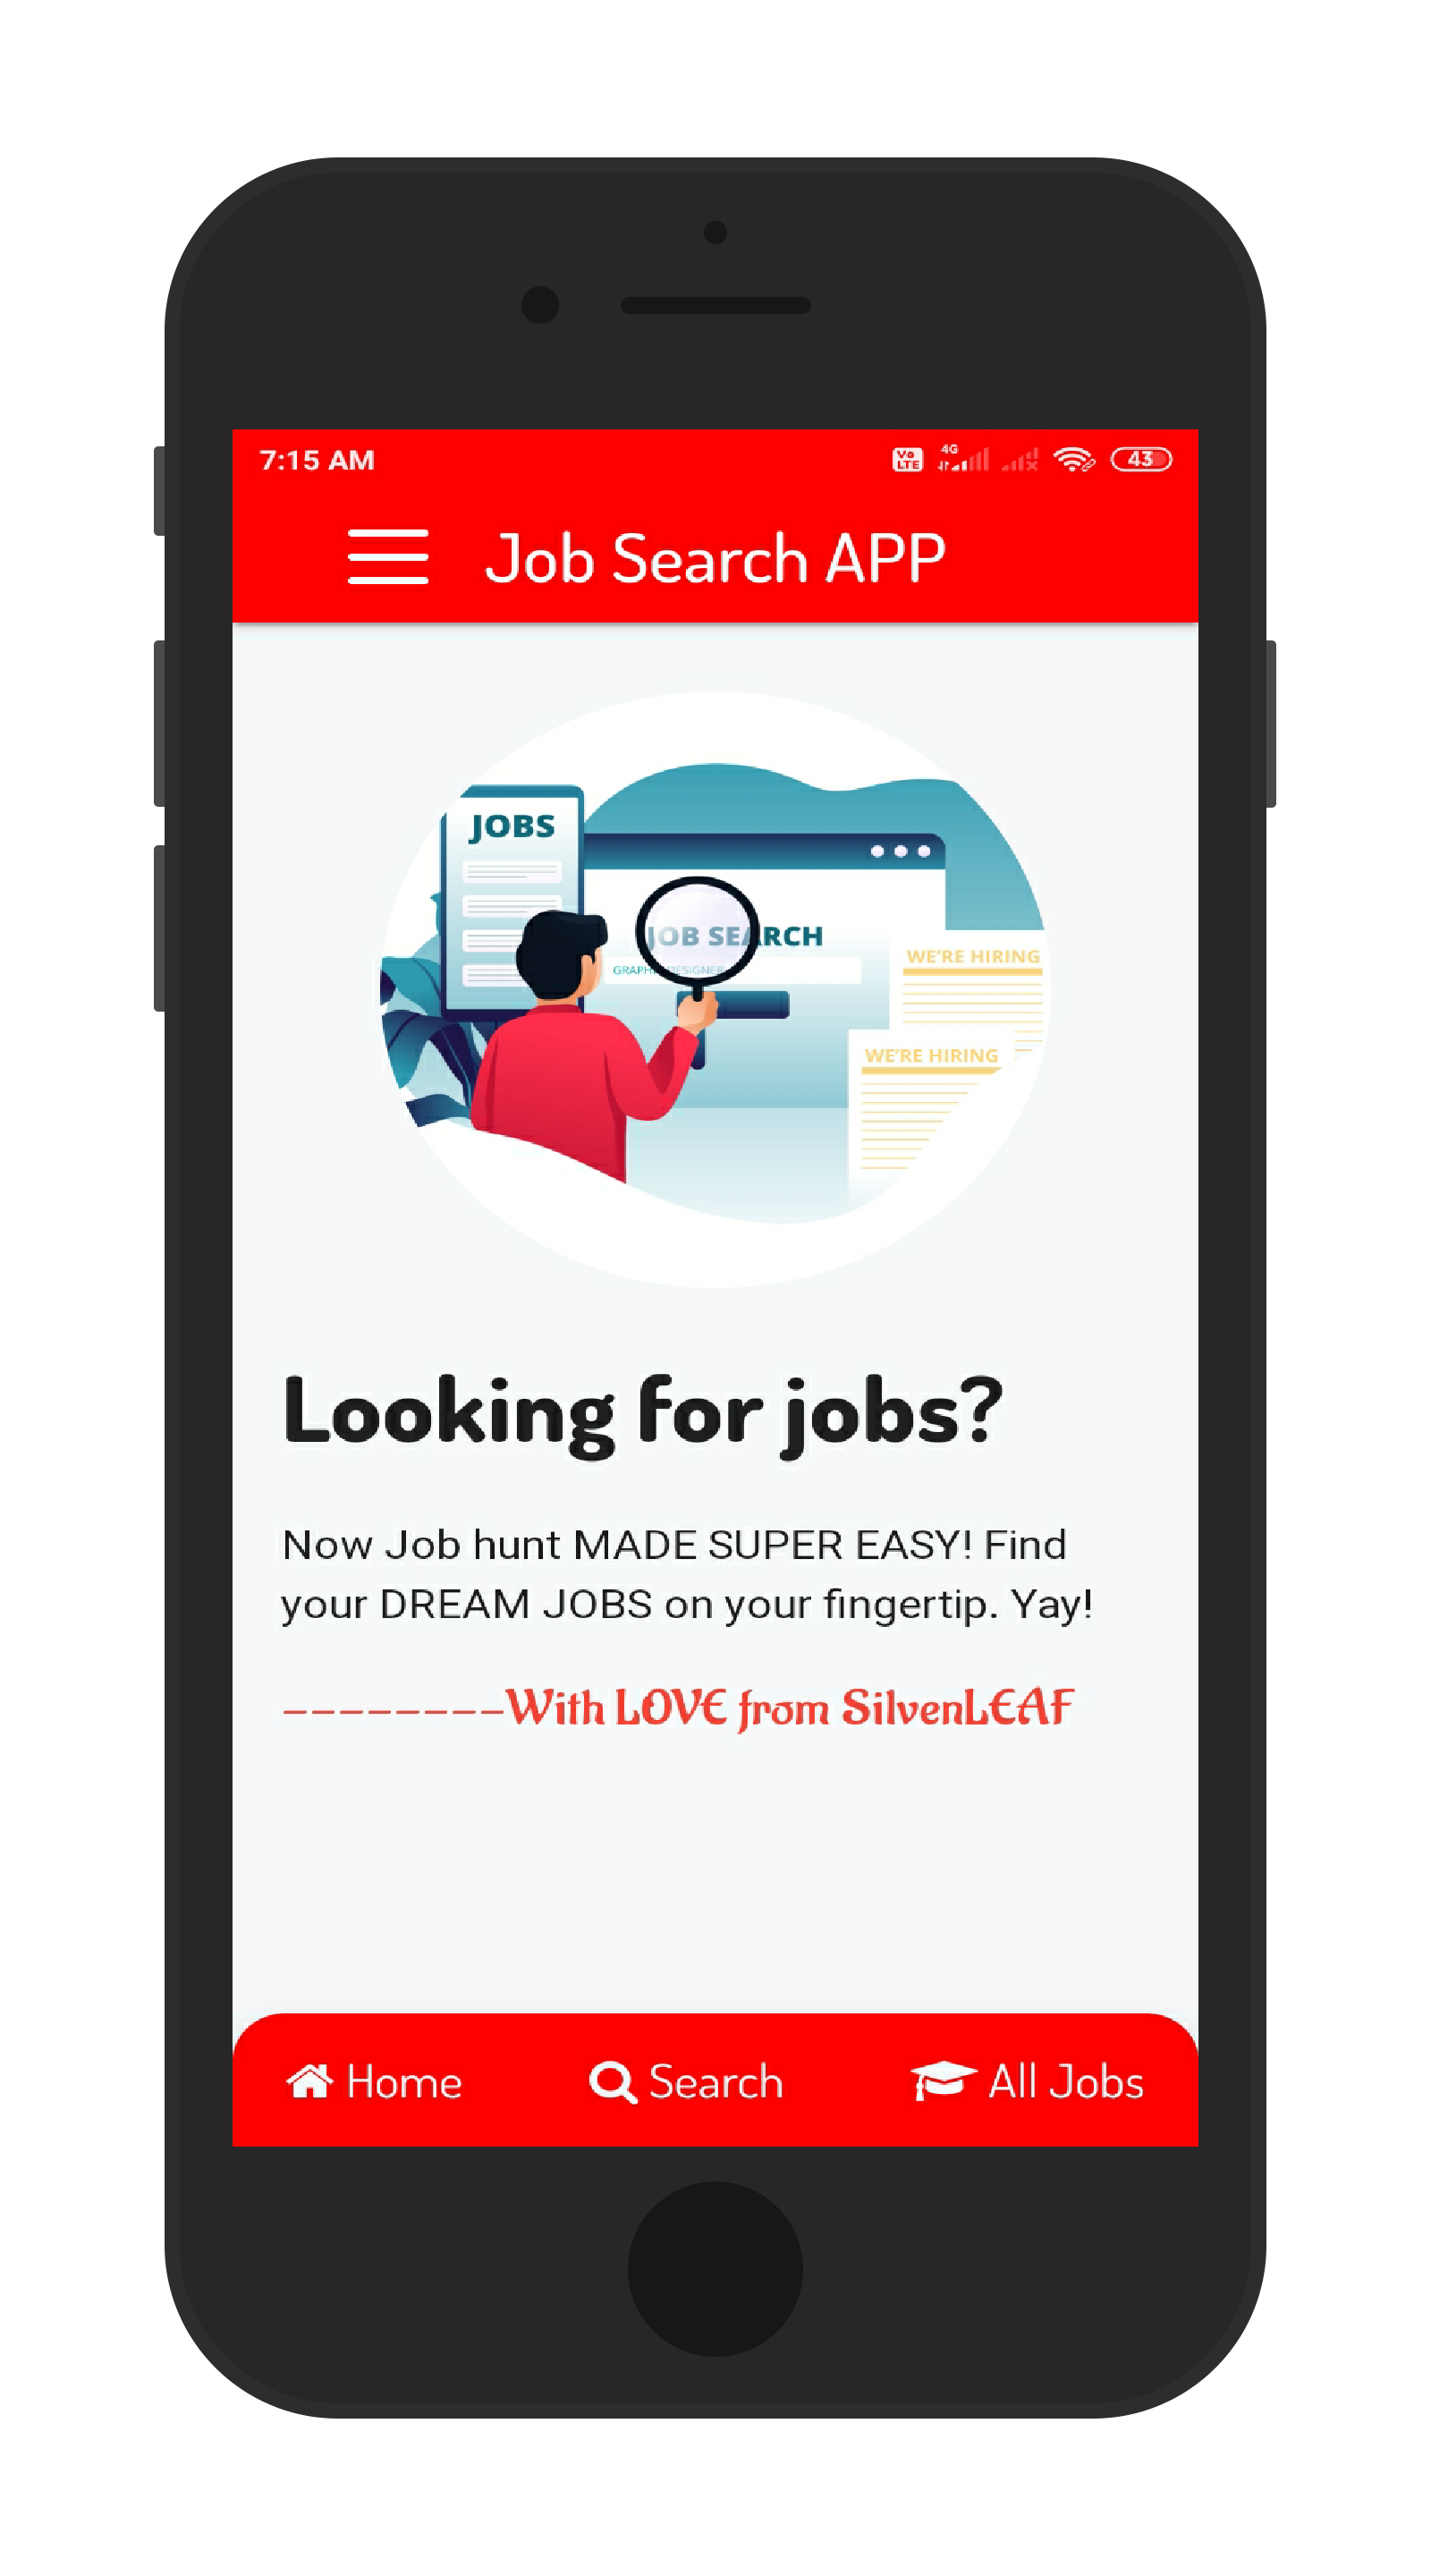 7:15 AM
Vo LTE 4G 43
Job Search APP
JOBS
JOB SEARCH
GRAPHIC DESIGNER
WE'RE HIRING
WE'RE HIRING
Looking for jobs?
Now Job hunt MADE SUPER EASY! Find
your DREAM JOBS on your fingertip. Yay!
--------With LOVE from SilvenLEAF
Home Search All Jobs